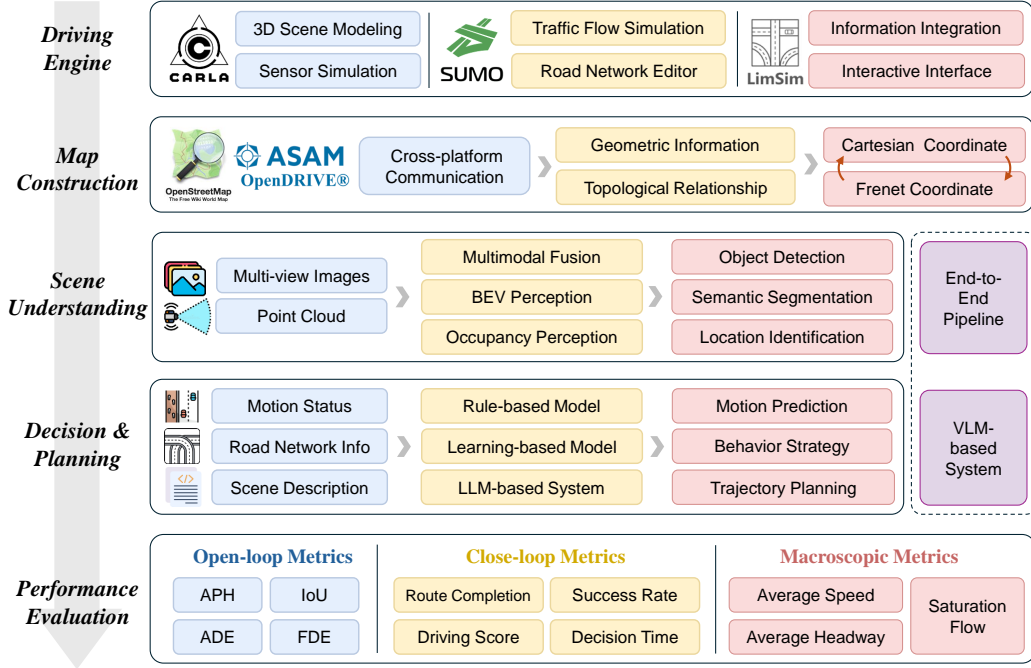 Driving
Engine
CARLA
3D Scene Modeling
Sensor Simulation
SUMO
Traffic Flow Simulation
Road Network Editor
LimSim
Information Integration
Interactive Interface
Map
Construction
OpenStreetMap
The Free Wiki World Map
ASAM
OpenDRIVE®
Cross-platform
Communication
Geometric Information
Topological Relationship
Cartesian Coordinate
Frenet Coordinate
Scene
Understanding
Multi-view Images
Point Cloud
Multimodal Fusion
BEV Perception
Occupancy Perception
Object Detection
Semantic Segmentation
Location Identification
End-to-
End
Pipeline
Decision &
Planning
Motion Status
Road Network Info
Scene Description
Rule-based Model
Learning-based Model
LLM-based System
Motion Prediction
Behavior Strategy
Trajectory Planning
VLM-
based
System
Performance
Evaluation
Open-loop Metrics
APH
IoU
ADE
FDE
Close-loop Metrics
Route Completion
Success Rate
Driving Score
Decision Time
Macroscopic Metrics
Average Speed
Average Headway
Saturation
Flow